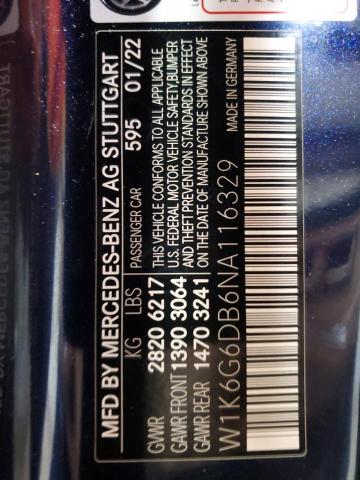 MFD BY MERCEDES-BENZ AG STUTTGART
KG LBS PASSENGER CAR 595 01/22
GVWR 2820 6217 THIS VEHICLE CONFORMS TO ALL APPLICABLE
U.S. FEDERAL MOTOR VEHICLE SAFETY, BUMPER
GAWR FRONT 1390 3064 AND THEFT PREVENTION STANDARDS IN EFFECT
GAWR REAR 1470 3241 ON THE DATE OF MANUFACTURE SHOWN ABOVE
W1K6G6DB6NA116329 MADE IN GERMANY